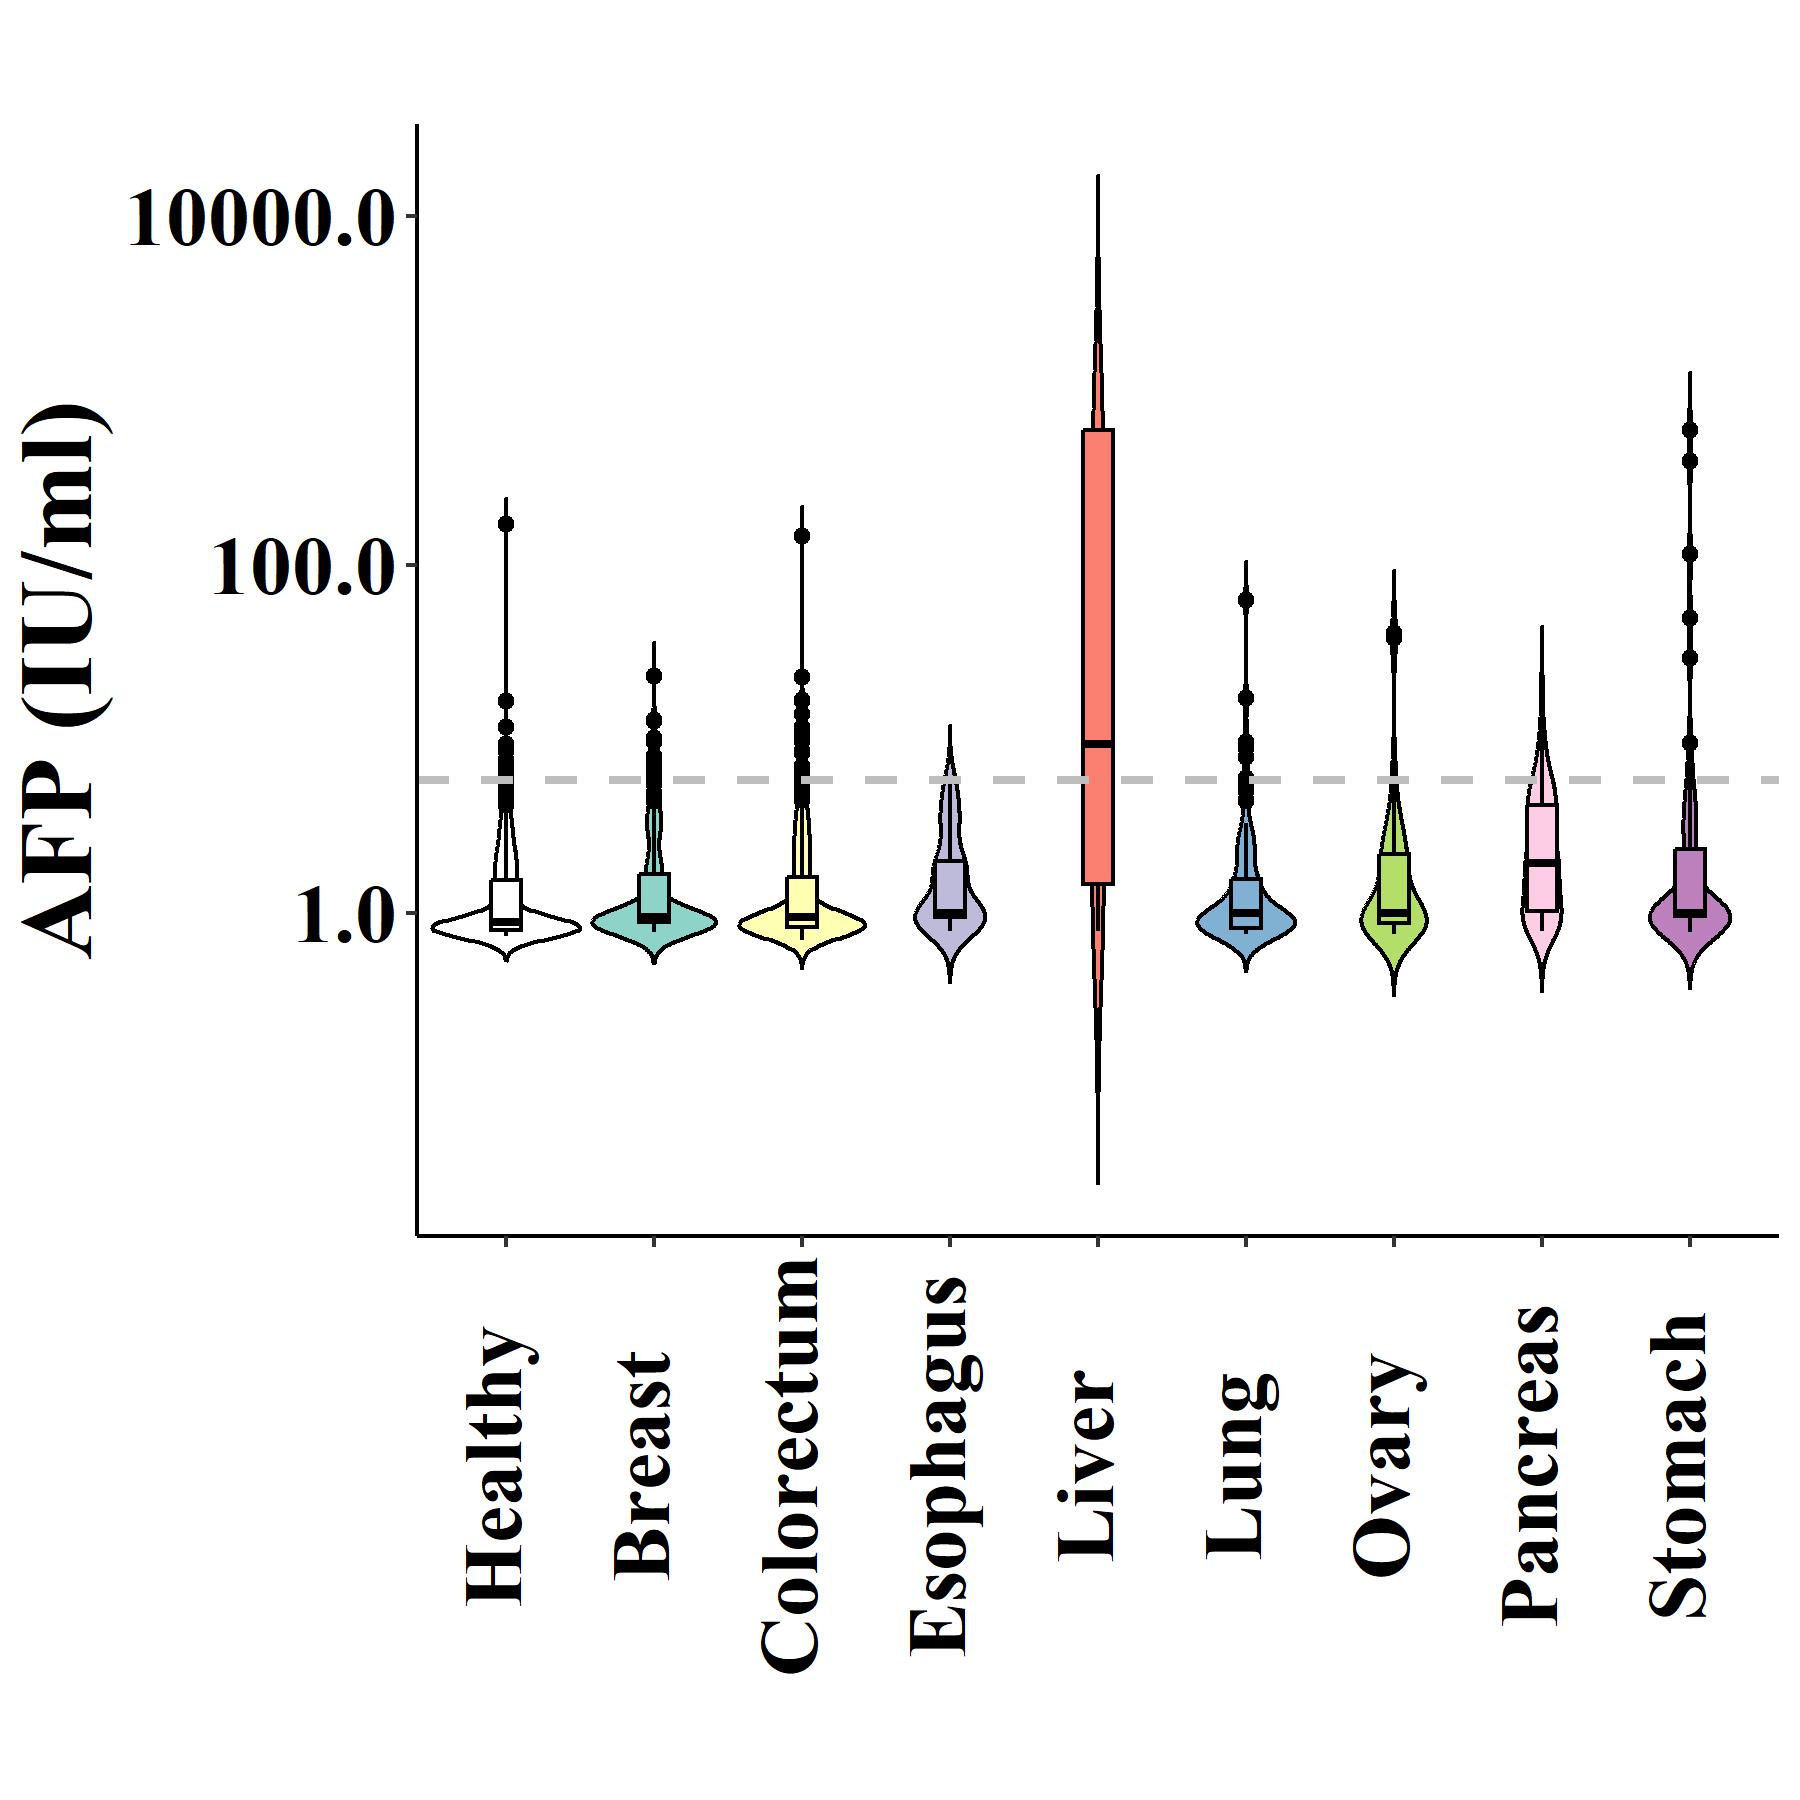 AFP (IU/ml)
10000.0
100.0
1.0
Healthy
Breast
Colorectum
Esophagus
Liver
Lung
Ovary
Pancreas
Stomach